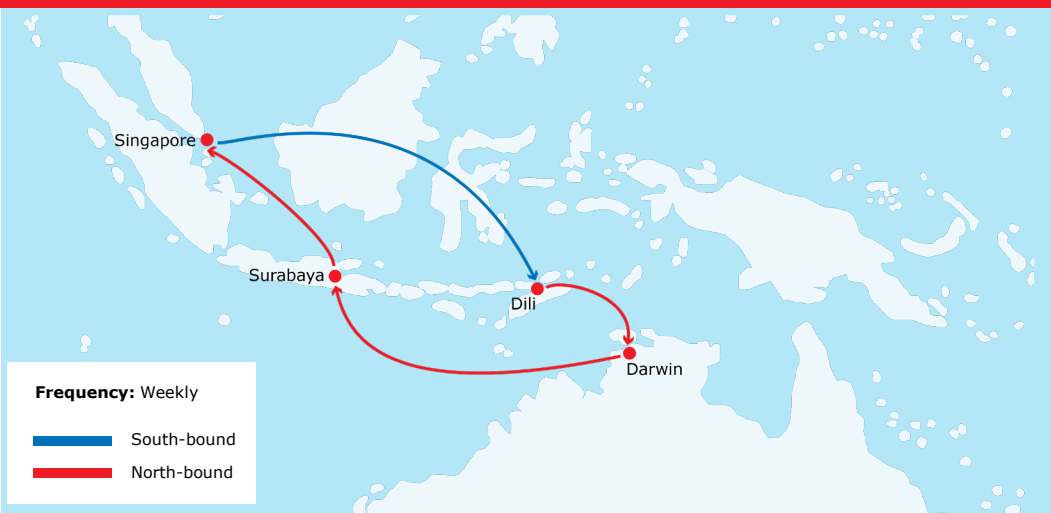 Singapore
Surabaya
Dili
Darwin
Frequency: Weekly
South-bound
North-bound